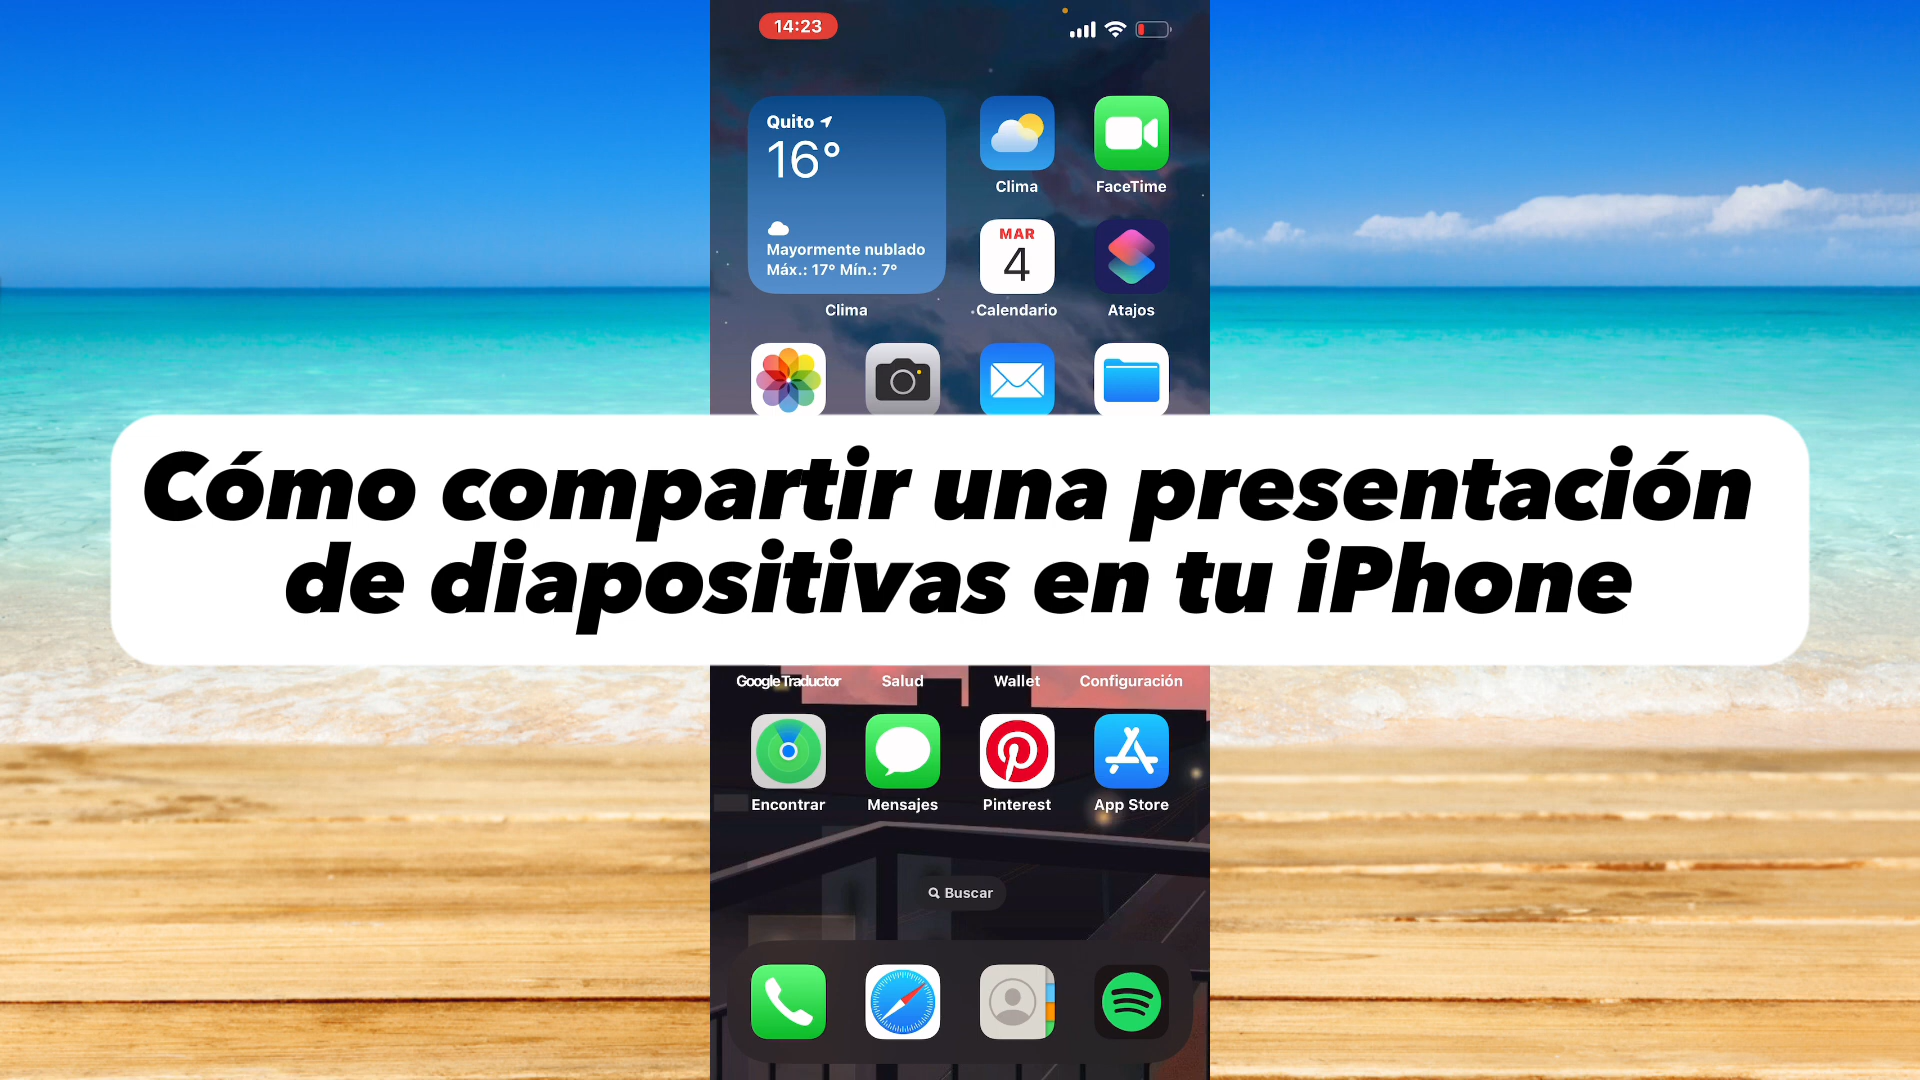 14:23
Quito
16°
Mayormente nublado
Máx.: 17° Mín.: 7°
Clima
Clima
FaceTime
MAR
4
Calendario
Atajos
Cómo compartir una presentación
de diapositivas en tu iPhone
Google Traductor
Salud
Wallet
Configuración
Encontrar
Mensajes
Pinterest
App Store
Buscar